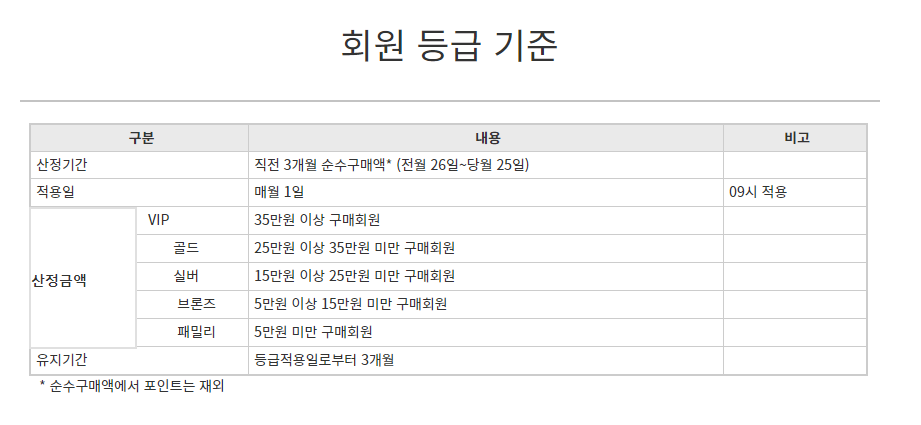 회원 등급 기준
구분 내용 비고
산정기간 직전 3개월 순수구매액* (전월 26일~당월 25일)
적용일 매월 1일 09시 적용
산정금액 VIP 35만원 이상 구매회원
골드 25만원 이상 35만원 미만 구매회원
실버 15만원 이상 25만원 미만 구매회원
브론즈 5만원 이상 15만원 미만 구매회원
패밀리 5만원 미만 구매회원
유지기간 등급적용일로부터 3개월
* 순수구매액에서 포인트는 재외